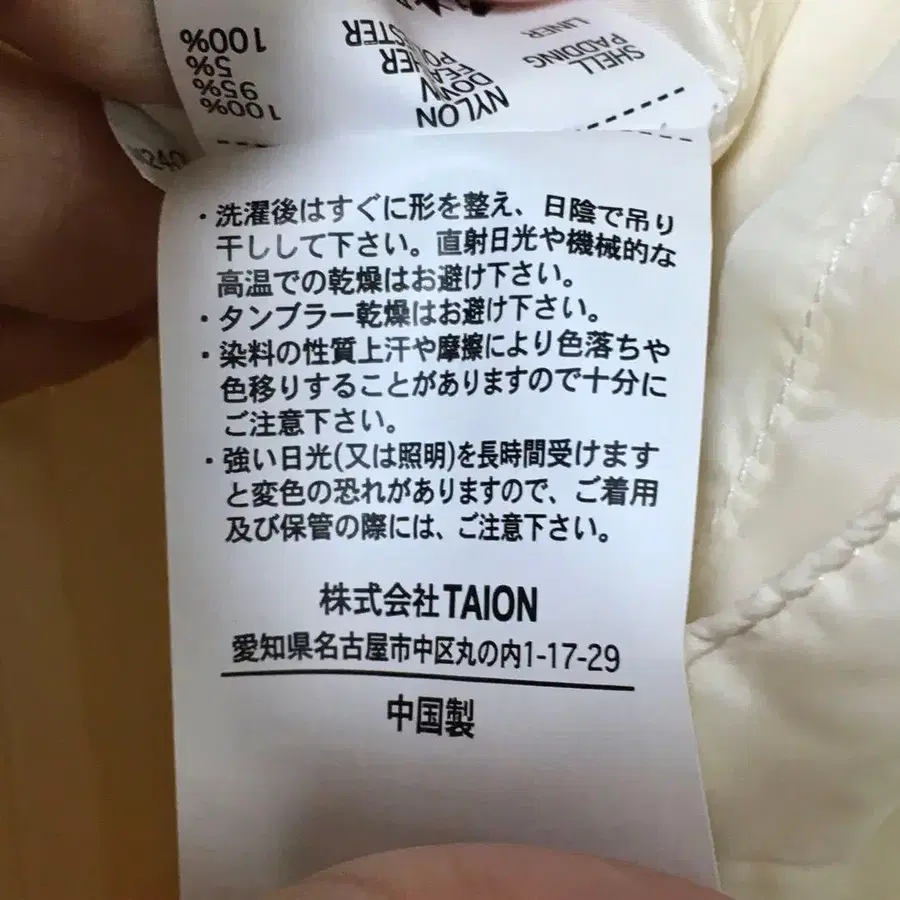 SHELL NYLON 100%
PADDING DOWN 95%
FEATHER 5%
LINER POLYESTER 100%
・洗濯後はすぐに形を整え、日陰で吊り
干しして下さい。直射日光や機械的な
高温での乾燥はお避け下さい。
・タンブラー乾燥はお避け下さい。
・染料の性質上汗や摩擦により色落ちや
色移りすることがありますので十分に
ご注意下さい。
・強い日光(又は照明)を長時間受けます
と変色の恐れがありますので、ご着用
及び保管の際には、ご注意下さい。
株式会社TAION
愛知県名古屋市中区丸の内1-17-29
中国製